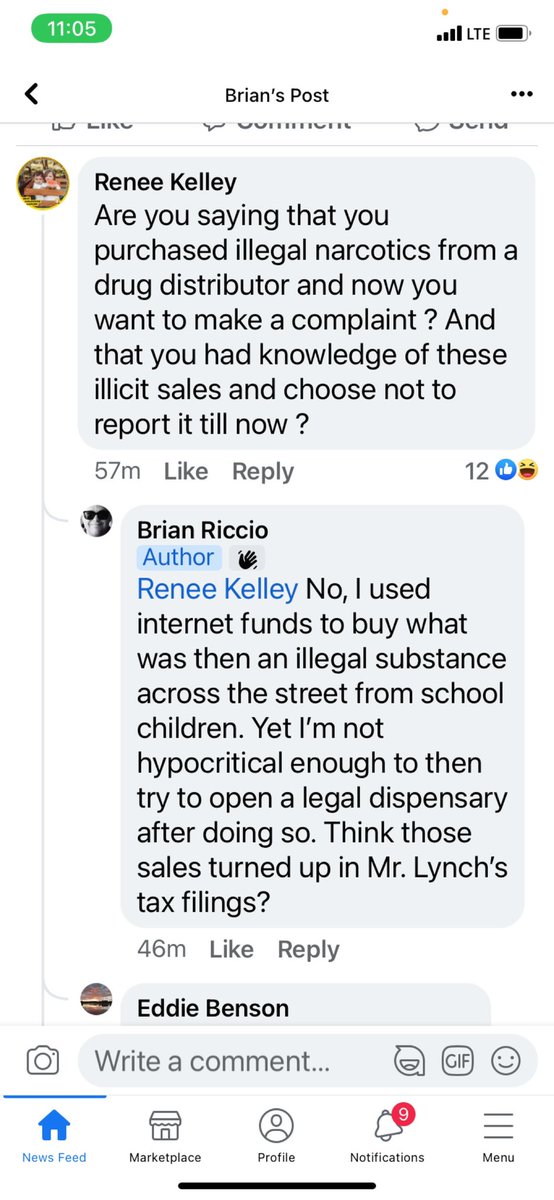 11:05
LTE
Brian's Post
Like Comment Send
Renee Kelley
Are you saying that you
purchased illegal narcotics from a
drug distributor and now you
want to make a complaint ? And
that you had knowledge of these
illicit sales and choose not to
report it till now ?
57m Like Reply 12
Brian Riccio
Author
Renee Kelley No, I used
internet funds to buy what
was then an illegal substance
across the street from school
children. Yet I'm not
hypocritical enough to then
try to open a legal dispensary
after doing so. Think those
sales turned up in Mr. Lynch's
tax filings?
46m Like Reply
Eddie Benson
Write a comment...
GIF
9
News Feed Marketplace Profile Notifications Menu